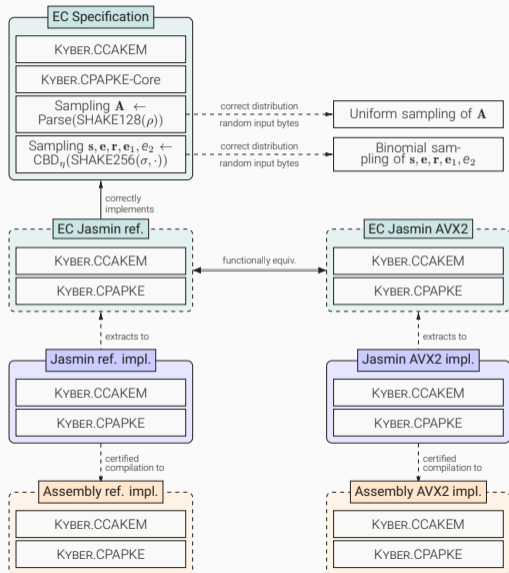 EC Specification
KYBER.CCAKEM
KYBER.CPAPKE-Core
Sampling A ←
Parse(SHAKE128(ρ))
correct distribution
random input bytes
Uniform sampling of A
Sampling s, e, r, e₁, e₂ ←
CBD_η(SHAKE256(σ, ·))
correct distribution
random input bytes
Binomial sam-
pling of s, e, r, e₁, e₂
correctly
implements
EC Jasmin ref.
KYBER.CCAKEM
KYBER.CPAPKE
functionally equiv.
EC Jasmin AVX2
KYBER.CCAKEM
KYBER.CPAPKE
extracts to
extracts to
Jasmin ref. impl.
KYBER.CCAKEM
KYBER.CPAPKE
Jasmin AVX2 impl.
KYBER.CCAKEM
KYBER.CPAPKE
certified
compilation to
certified
compilation to
Assembly ref. impl.
KYBER.CCAKEM
KYBER.CPAPKE
Assembly AVX2 impl.
KYBER.CCAKEM
KYBER.CPAPKE